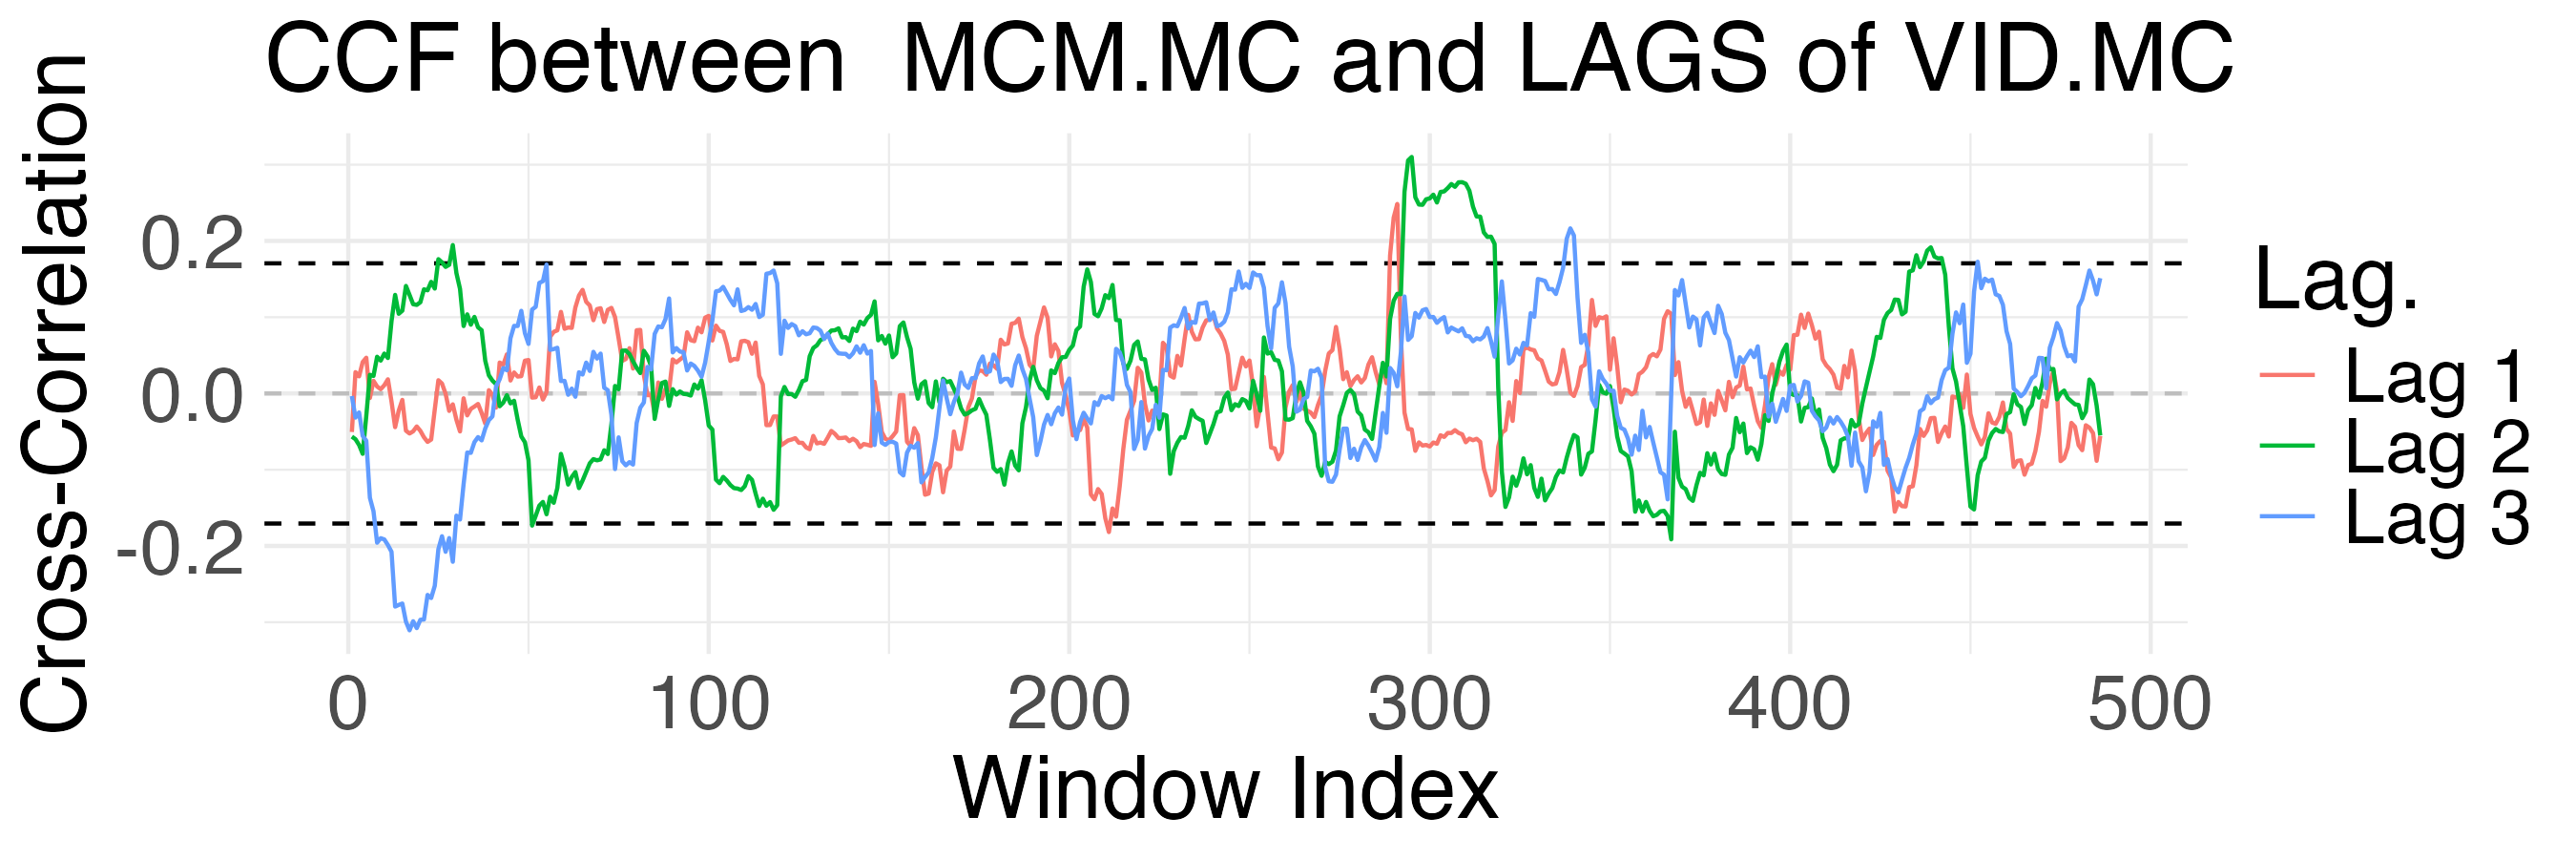 CCF between  MCM.MC and LAGS of VID.MC
Cross-Correlation
0.2
0.0
-0.2
0 100 200 300 400 500
Window Index
Lag.
Lag 1
Lag 2
Lag 3